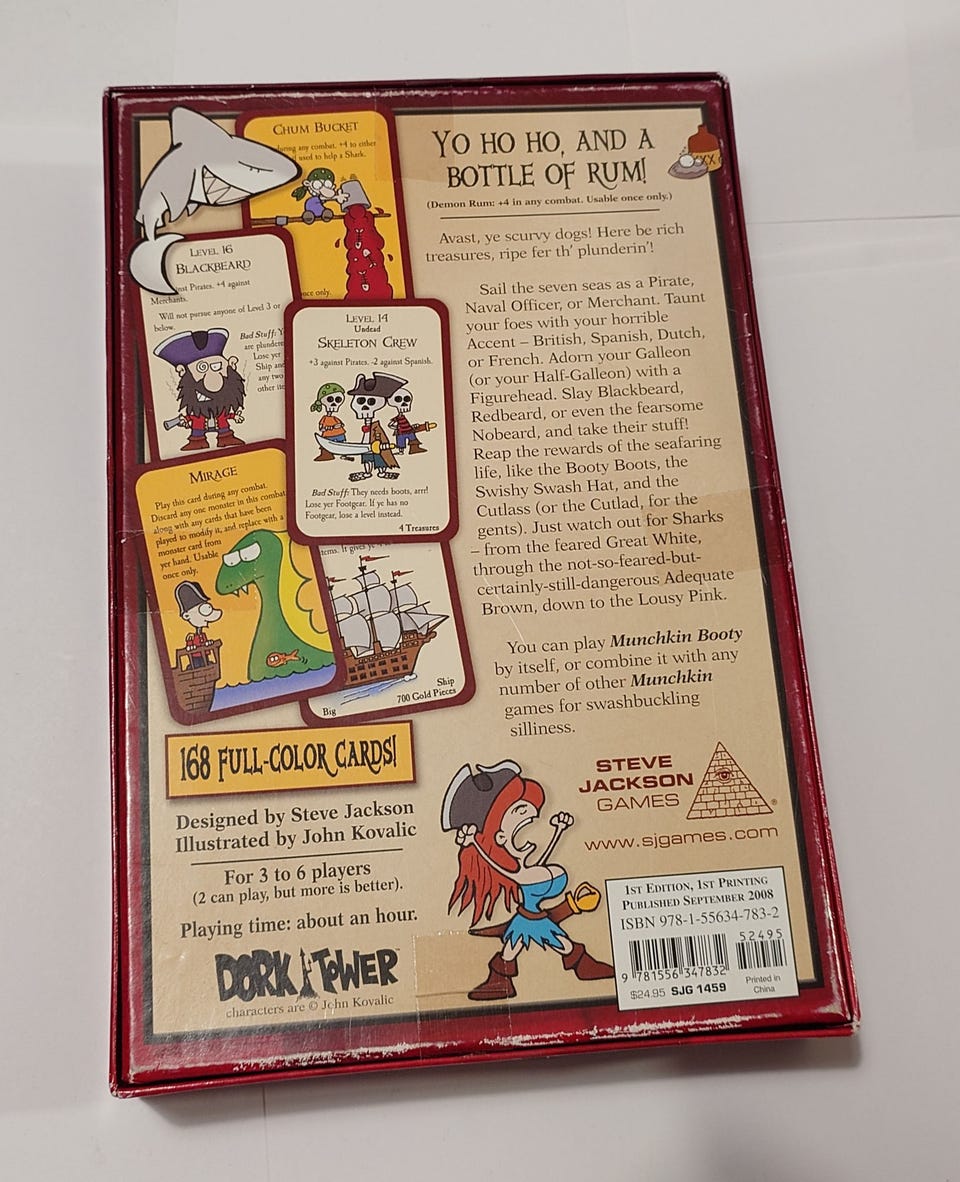 CHUM BUCKET
during any combat. +4 to either
used to help a Shark.
once only.
LEVEL 16
BLACKBEARD
Pirates. +4 against
Merchants.
Will not pursue anyone of Level 3 or
below.
Bad Stuff:
are plundere
Lose yer
Ship and
any two
other ite
LEVEL 14
Undead
SKELETON CREW
+3 against Pirates. -2 against Spanish.
Bad Stuff: They needs boots, arr!
Lose yer Footgear. If ye has no
Footgear, lose a level instead.
4 Treasures
MIRAGE
Play this card during any combat.
Discard any one monster in this combat,
along with any cards that have been
played to modify it, and replace with a
monster card from
yer hand. Usable
once only.
It gives
Big
Ship
700 Gold Pieces
168 FULL-COLOR CARDS!
Designed by Steve Jackson
Illustrated by John Kovalic
For 3 to 6 players
(2 can play, but more is better).
Playing time: about an hour.
DORK TOWER™
characters are © John Kovalic
YO HO HO, AND A
BOTTLE OF RUM!
XX
(Demon Rum: +4 in any combat. Usable once only.)
Avast, ye scurvy dogs! Here be rich
treasures, ripe fer th' plunderin'!
Sail the seven seas as a Pirate,
Naval Officer, or Merchant. Taunt
your foes with your horrible
Accent – British, Spanish, Dutch,
or French. Adorn your Galleon
(or your Half-Galleon) with a
Figurehead. Slay Blackbeard,
Redbeard, or even the fearsome
Nobeard, and take their stuff!
Reap the rewards of the seafaring
life, like the Booty Boots, the
Swishy Swash Hat, and the
Cutlass (or the Cutlad, for the
gents). Just watch out for Sharks
– from the feared Great White,
through the not-so-feared-but-
certainly-still-dangerous Adequate
Brown, down to the Lousy Pink.
You can play Munchkin Booty
by itself, or combine it with any
number of other Munchkin
games for swashbuckling
silliness.
STEVE
JACKSON
GAMES
®
www.sjgames.com
1ST EDITION, 1ST PRINTING
PUBLISHED SEPTEMBER 2008
ISBN 978-1-55634-783-2
52495
9 781556 347832
$24.95 SJG 1459
Printed in
China